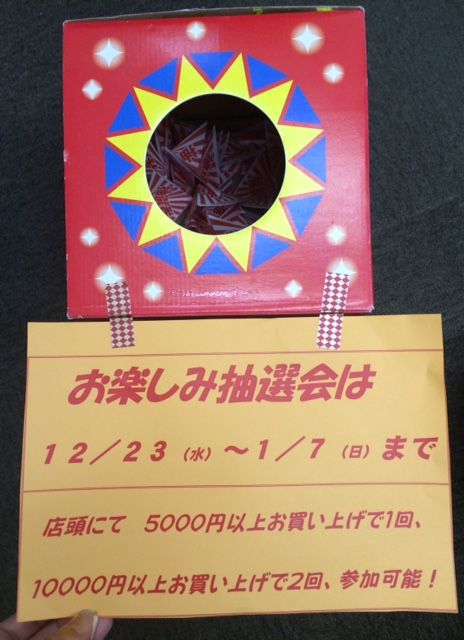 お楽しみ抽選会は
12/23（水）～1/7（日）まで
店頭にて　5000円以上お買い上げで1回、
10000円以上お買い上げで2回、参加可能！